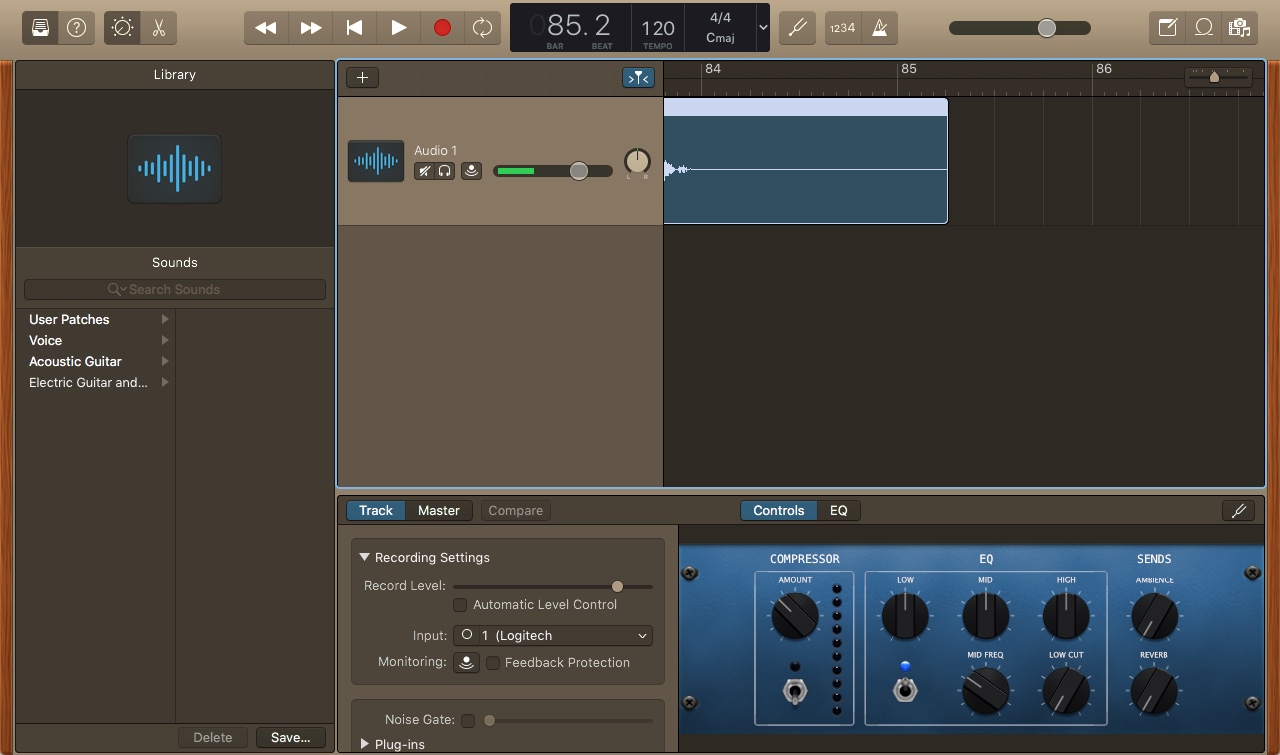 085.2
BAR BEAT
120
TEMPO
4/4
Cmaj
1234
Library
Sounds
Search Sounds
User Patches
Voice
Acoustic Guitar
Electric Guitar and...
Delete
Save...
84 85 86
Audio 1
L R
Track
Master
Compare
Controls
EQ
Recording Settings
Record Level:
Automatic Level Control
Input: 1 (Logitech
Monitoring: Feedback Protection
Noise Gate:
Plug-ins
COMPRESSOR
AMOUNT
EQ
LOW MID HIGH
MID FREQ LOW CUT
SENDS
AMBIENCE
REVERB